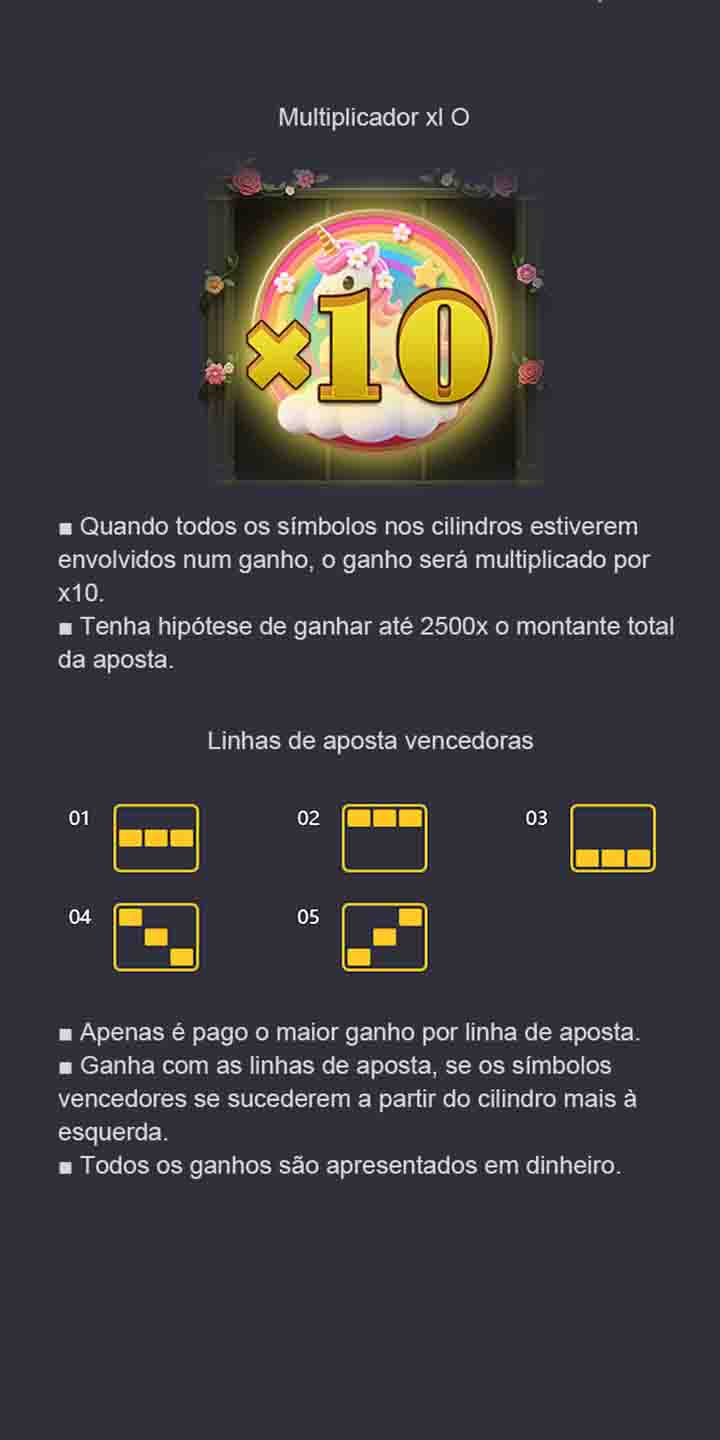 Multiplicador xl O
×10
■ Quando todos os símbolos nos cilindros estiverem
envolvidos num ganho, o ganho será multiplicado por
x10.
■ Tenha hipótese de ganhar até 2500x o montante total
da aposta.
Linhas de aposta vencedoras
01 02 03
04 05
■ Apenas é pago o maior ganho por linha de aposta.
■ Ganha com as linhas de aposta, se os símbolos
vencedores se sucederem a partir do cilindro mais à
esquerda.
■ Todos os ganhos são apresentados em dinheiro.